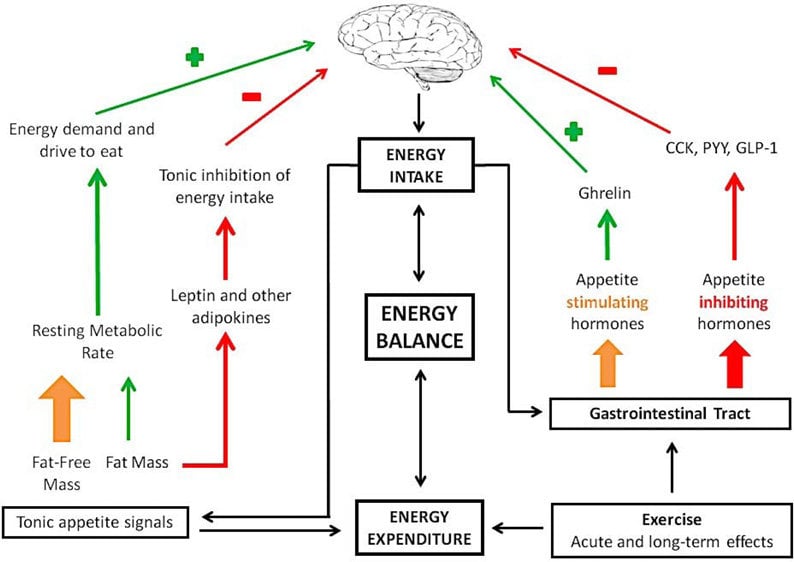 Energy demand and
drive to eat
Tonic inhibition of
energy intake
Leptin and other
adipokines
Resting Metabolic
Rate
Fat-Free
Mass
Fat Mass
Tonic appetite signals
ENERGY
INTAKE
ENERGY
BALANCE
ENERGY
EXPENDITURE
CCK, PYY, GLP-1
Ghrelin
Appetite
stimulating
hormones
Appetite
inhibiting
hormones
Gastrointestinal Tract
Exercise
Acute and long-term effects